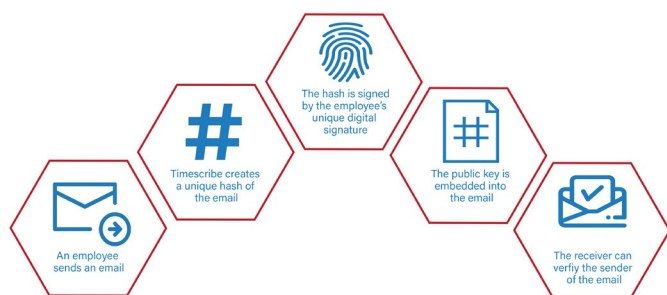 An employee
sends an email
Timescribe creates
a unique hash of
the email
The hash is signed
by the employee's
unique digital
signature
The public key is
embedded into
the email
The receiver can
verfiy the sender
of the email